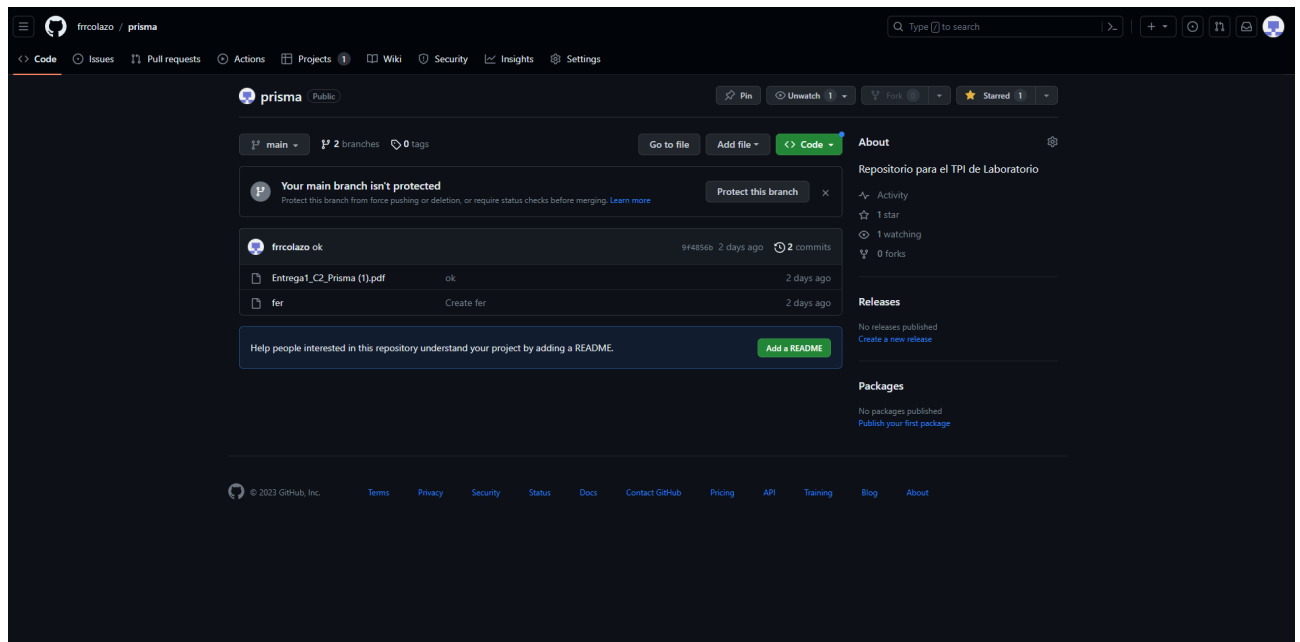 frrcolazo / prisma
Type / to search
Code Issues Pull requests Actions Projects 1 Wiki Security Insights Settings
prisma Public
Pin Unwatch 1 Fork 0 Starred 1
main 2 branches 0 tags
Go to file Add file Code
Your main branch isn't protected
Protect this branch from force pushing or deletion, or require status checks before merging. Learn more
Protect this branch
frrcolazo ok 9f4856b 2 days ago 2 commits
Entrega1_C2_Prisma (1).pdf ok 2 days ago
fer Create fer 2 days ago
Help people interested in this repository understand your project by adding a README.
Add a README
About
Repositorio para el TPI de Laboratorio
Activity
1 star
1 watching
0 forks
Releases
No releases published
Create a new release
Packages
No packages published
Publish your first package
© 2023 GitHub, Inc. Terms Privacy Security Status Docs Contact GitHub Pricing API Training Blog About